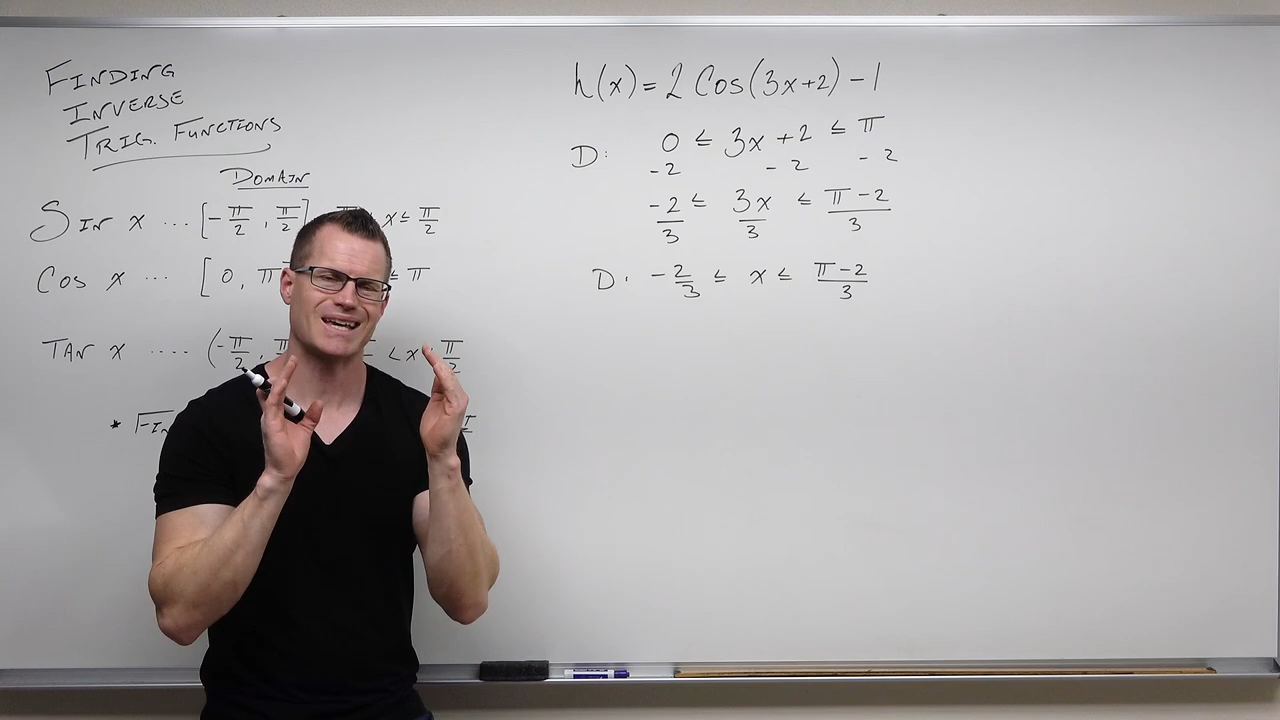 FINDING
INVERSE
TRIG. FUNCTIONS
DOMAIN
SIN x ... [-π/2, π/2] x ≤ π/2
COS x ... [0, π ≤ π
TAN x .... (-π/2, < x π/2
*
h(x) = 2 Cos(3x+2) - 1
D: 0 ≤ 3x + 2 ≤ π
-2 -2 -2
-2/3 ≤ 3x/3 ≤ π-2/3
D: -2/3 ≤ x ≤ π-2/3